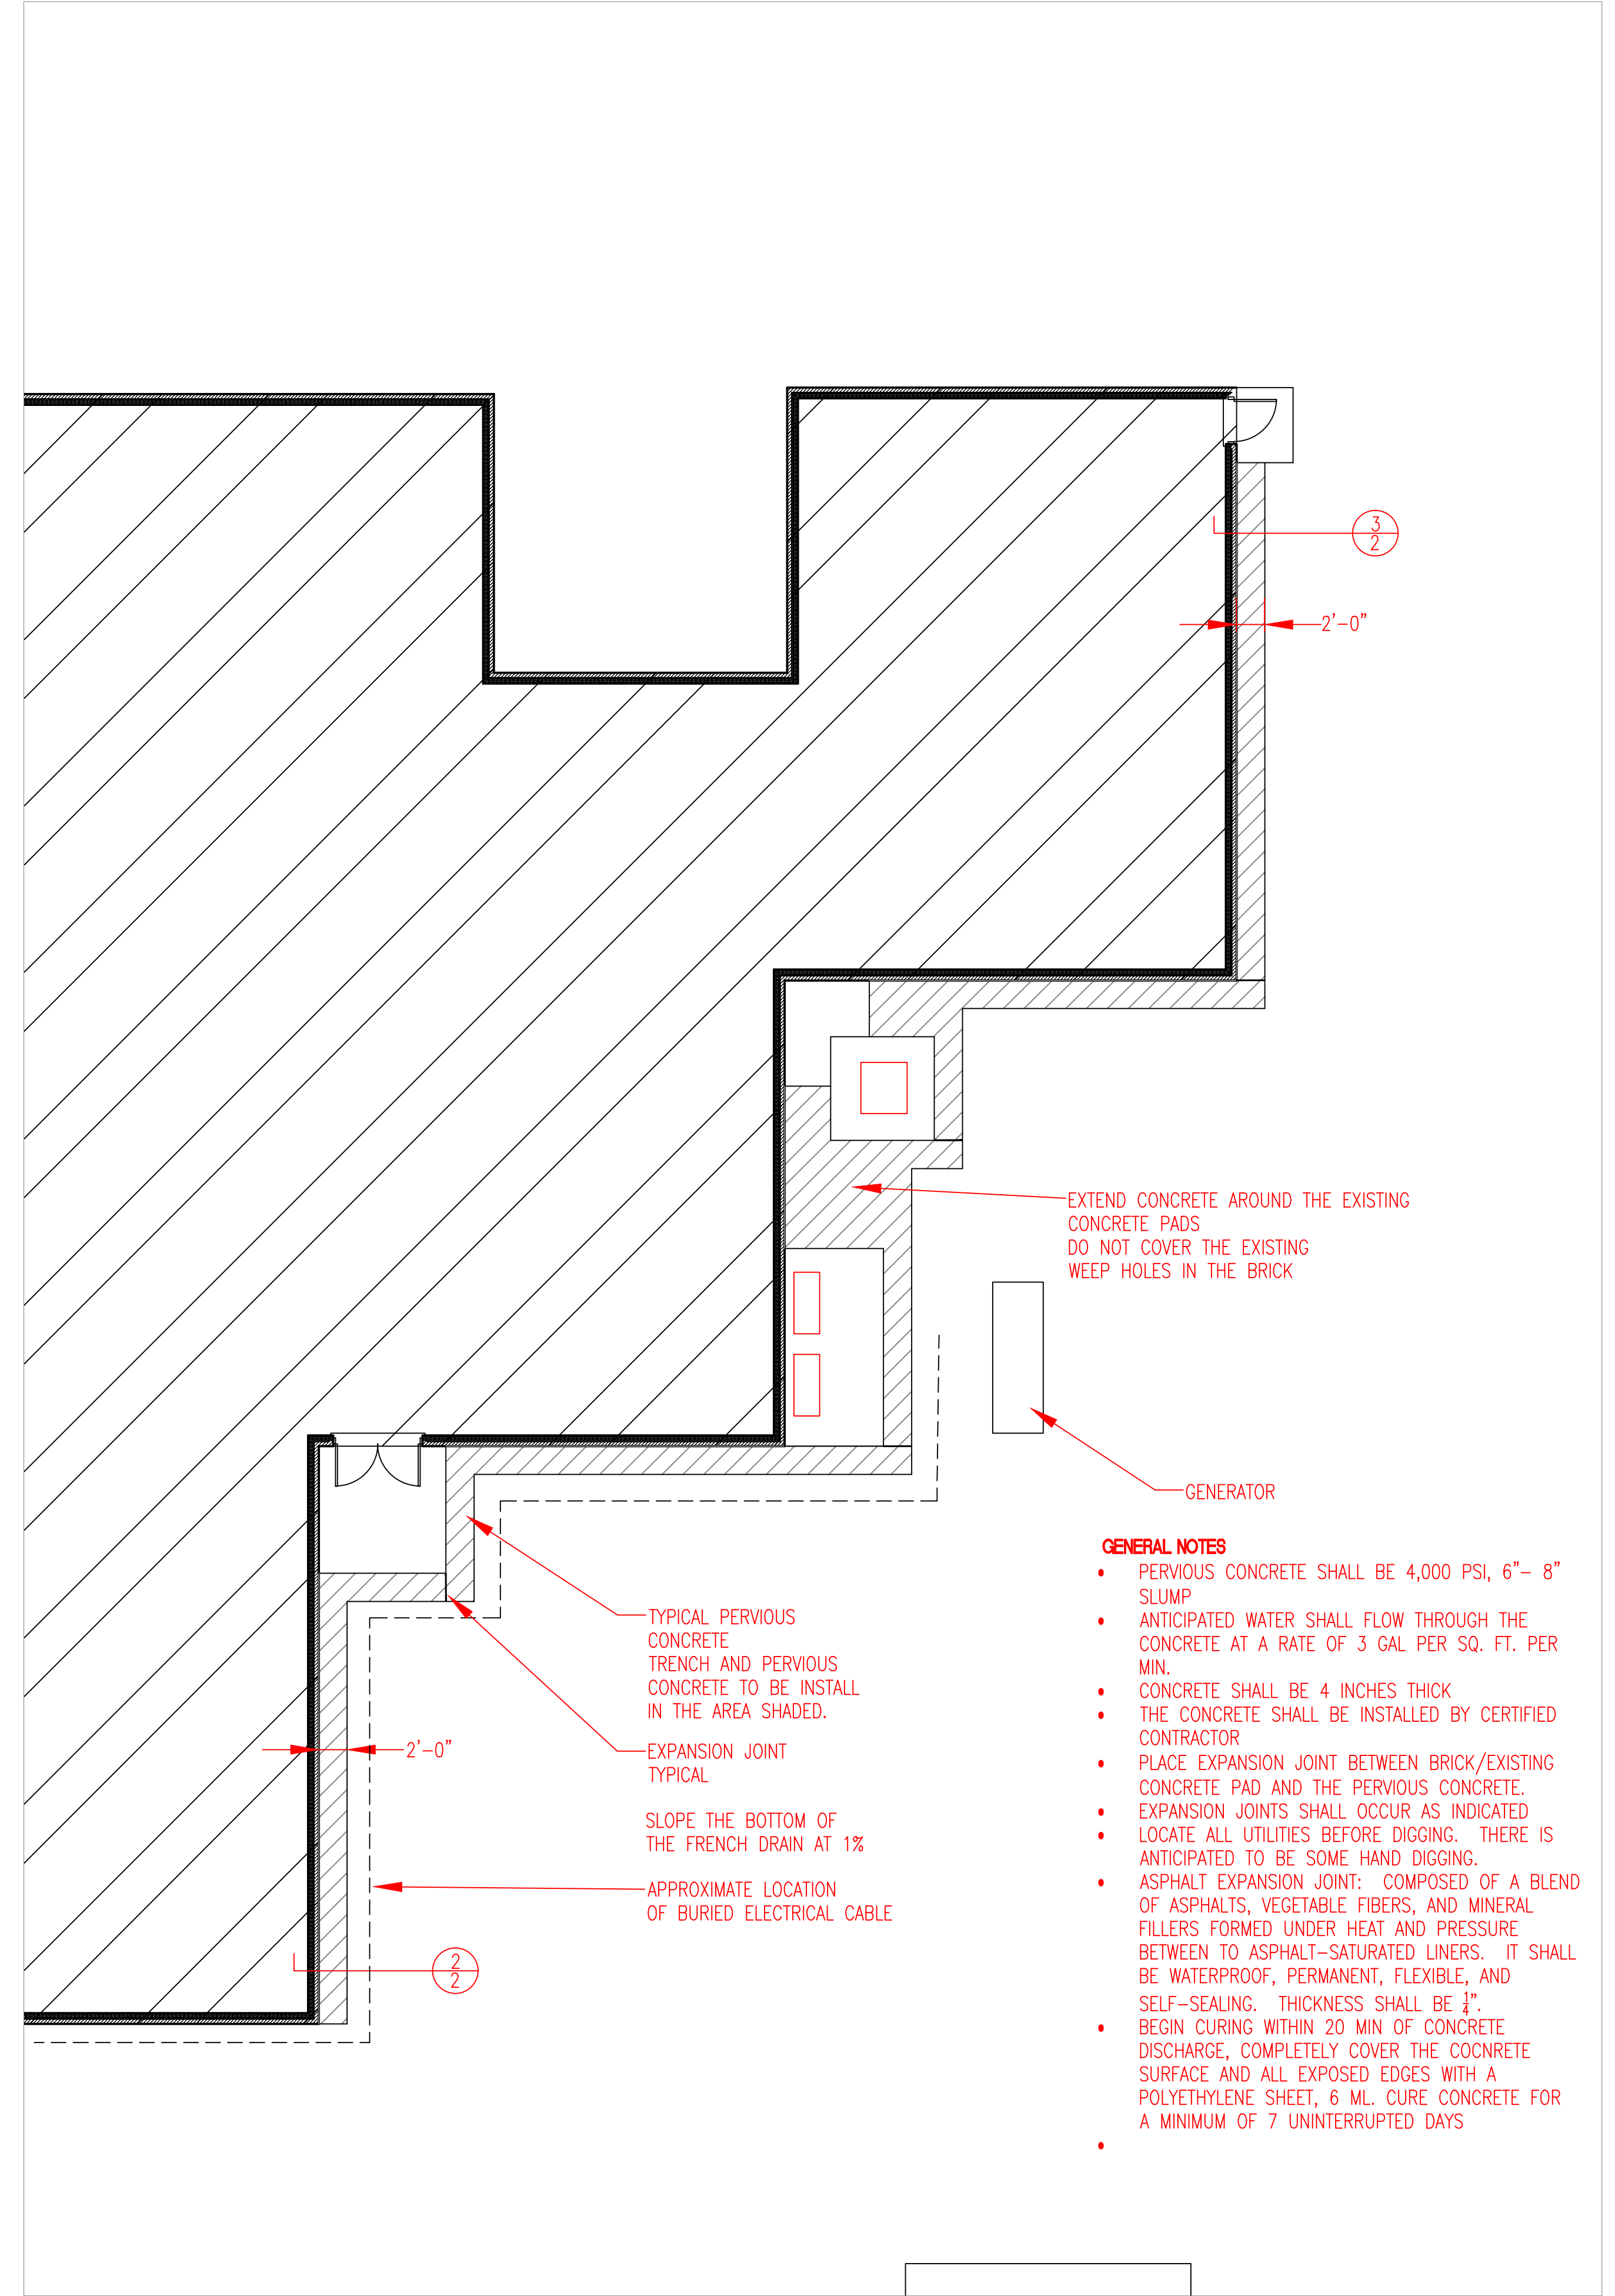 3
2
2'-0"
EXTEND CONCRETE AROUND THE EXISTING
CONCRETE PADS
DO NOT COVER THE EXISTING
WEEP HOLES IN THE BRICK
GENERATOR
TYPICAL PERVIOUS
CONCRETE
TRENCH AND PERVIOUS
CONCRETE TO BE INSTALL
IN THE AREA SHADED.
2'-0"
EXPANSION JOINT
TYPICAL
SLOPE THE BOTTOM OF
THE FRENCH DRAIN AT 1%
APPROXIMATE LOCATION
OF BURIED ELECTRICAL CABLE
2
2
GENERAL NOTES
• PERVIOUS CONCRETE SHALL BE 4,000 PSI, 6"- 8"
SLUMP
• ANTICIPATED WATER SHALL FLOW THROUGH THE
CONCRETE AT A RATE OF 3 GAL PER SQ. FT. PER
MIN.
• CONCRETE SHALL BE 4 INCHES THICK
• THE CONCRETE SHALL BE INSTALLED BY CERTIFIED
CONTRACTOR
• PLACE EXPANSION JOINT BETWEEN BRICK/EXISTING
CONCRETE PAD AND THE PERVIOUS CONCRETE.
• EXPANSION JOINTS SHALL OCCUR AS INDICATED
• LOCATE ALL UTILITIES BEFORE DIGGING. THERE IS
ANTICIPATED TO BE SOME HAND DIGGING.
• ASPHALT EXPANSION JOINT: COMPOSED OF A BLEND
OF ASPHALTS, VEGETABLE FIBERS, AND MINERAL
FILLERS FORMED UNDER HEAT AND PRESSURE
BETWEEN TO ASPHALT-SATURATED LINERS. IT SHALL
BE WATERPROOF, PERMANENT, FLEXIBLE, AND
SELF-SEALING. THICKNESS SHALL BE 1/4".
• BEGIN CURING WITHIN 20 MIN OF CONCRETE
DISCHARGE, COMPLETELY COVER THE COCNRETE
SURFACE AND ALL EXPOSED EDGES WITH A
POLYETHYLENE SHEET, 6 ML. CURE CONCRETE FOR
A MINIMUM OF 7 UNINTERRUPTED DAYS
•